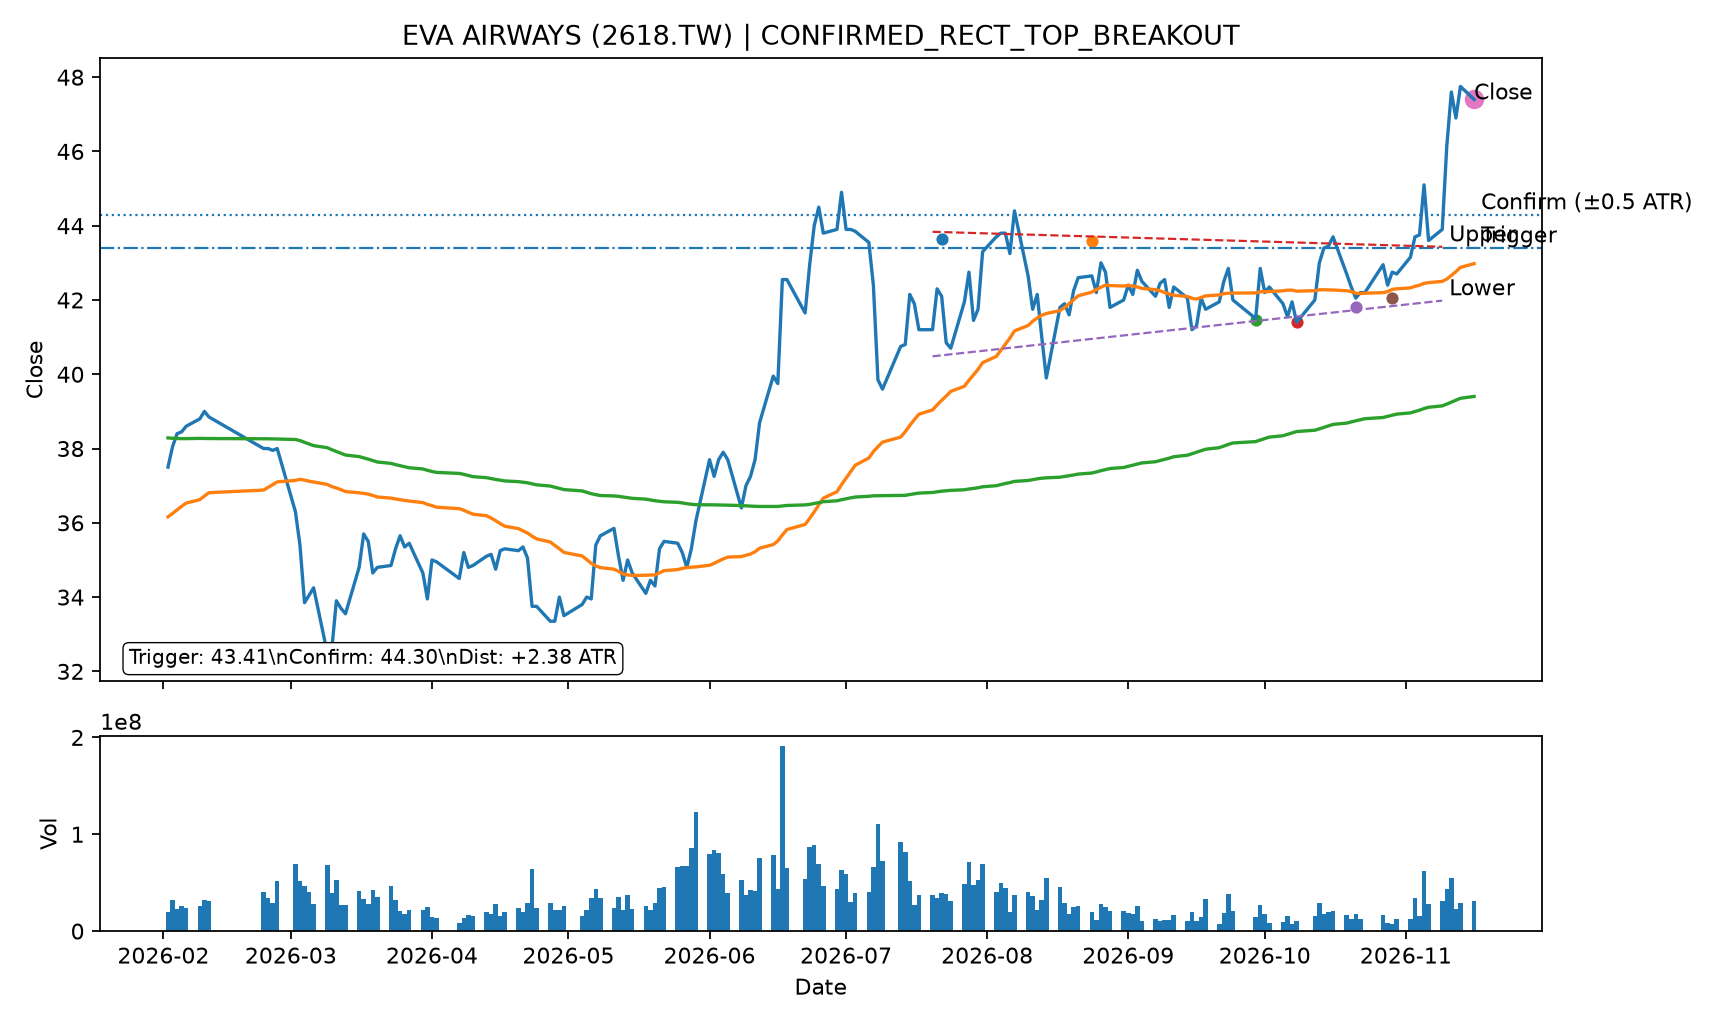 EVA AIRWAYS (2618.TW) | CONFIRMED_RECT_TOP_BREAKOUT
48
46
44
42
40
38
36
34
32
Close
Close
Confirm (±0.5 ATR)
Upper
Trigger
Lower
Trigger: 43.41\nConfirm: 44.30\nDist: +2.38 ATR
1e8
2
1
0
Vol
2026-02 2026-03 2026-04 2026-05 2026-06 2026-07 2026-08 2026-09 2026-10 2026-11
Date